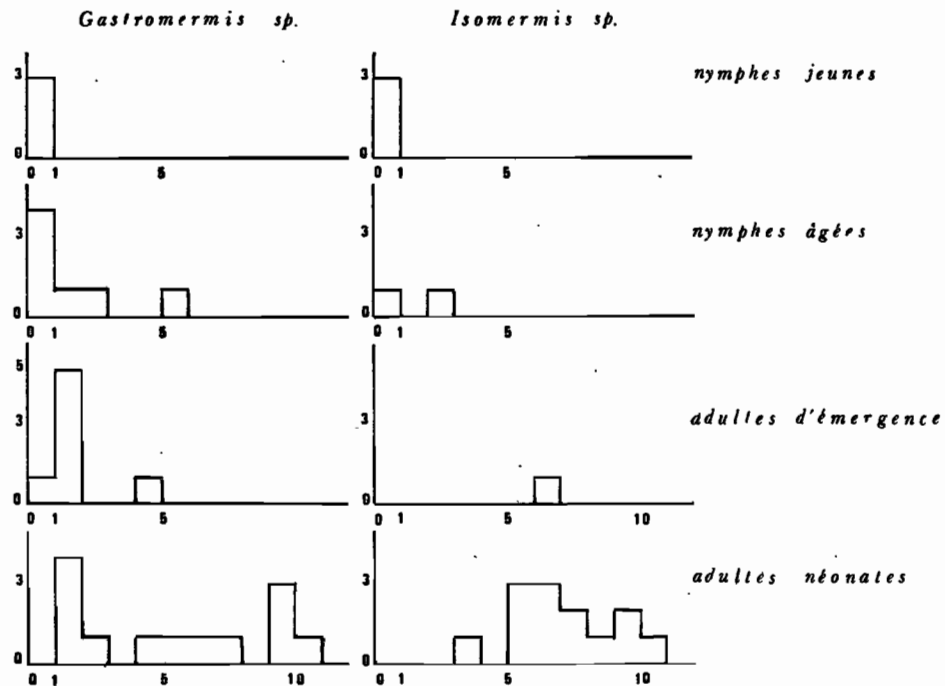 Gastromermis sp. Isomermis sp.
3 3 nymphes jeunes
0 0
0 1 5 0 1 5
3 3 nymphes âgées
0 0
0 1 5 0 1 5
5
3 3 adultes d'émergence
0 0
0 1 5 0 1 5 10
3 3 adultes néonates
0 0
0 1 5 10 0 1 5 10